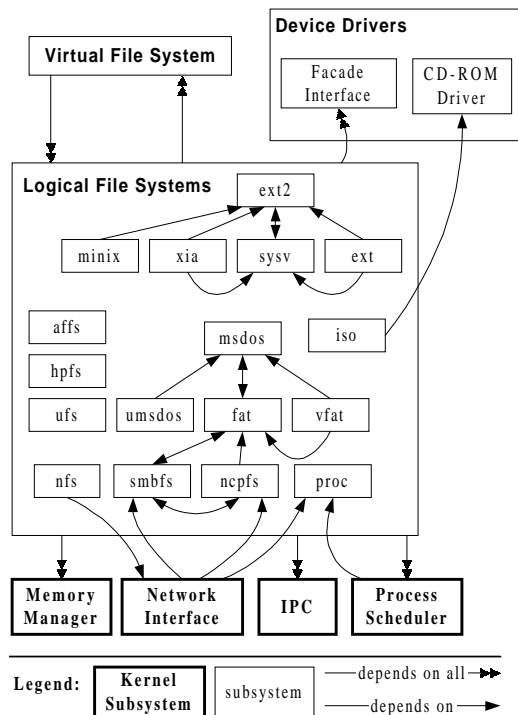 Device Drivers
Virtual File System
Facade
Interface
CD-ROM
Driver
Logical File Systems
ext2
minix
xia
sysv
ext
affs
msdos
iso
hpfs
ufs
umsdos
fat
vfat
nfs
smbfs
ncpfs
proc
Memory
Manager
Network
Interface
IPC
Process
Scheduler
Legend:
Kernel
Subsystem
subsystem
depends on all
depends on